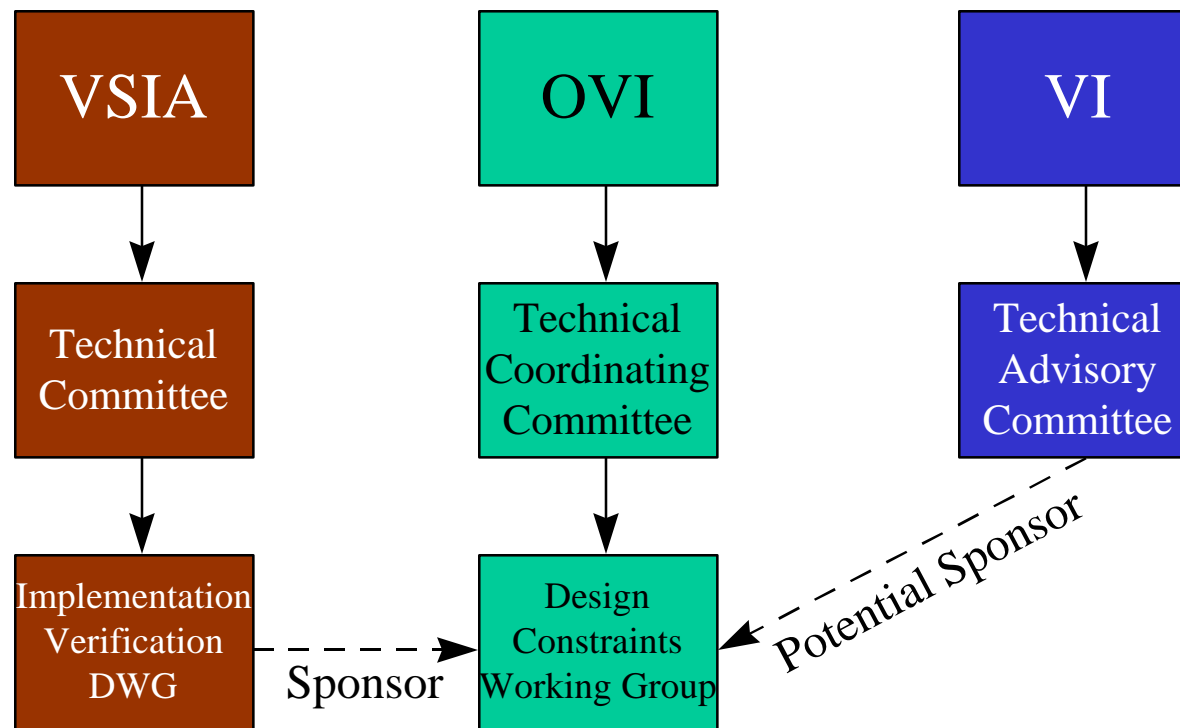 VSIA
OVI
VI
Technical
Committee
Technical
Coordinating
Committee
Technical
Advisory
Committee
Implementation
Verification
DWG
Sponsor
Design
Constraints
Working Group
Potential Sponsor